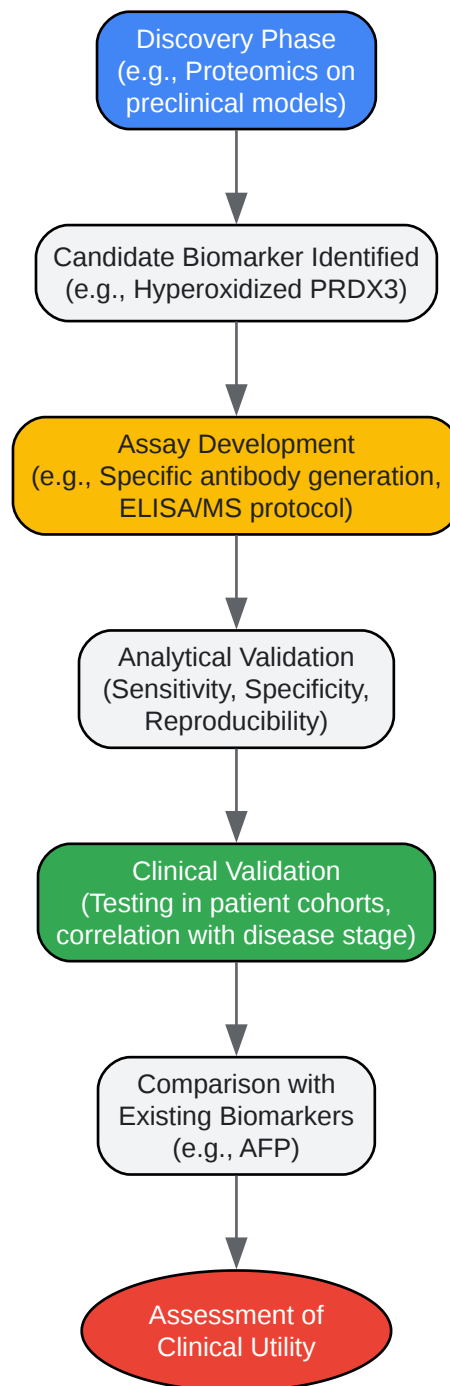 Discovery Phase
(e.g., Proteomics on
preclinical models)
Candidate Biomarker Identified
(e.g., Hyperoxidized PRDX3)
Assay Development
(e.g., Specific antibody generation,
ELISA/MS protocol)
Analytical Validation
(Sensitivity, Specificity,
Reproducibility)
Clinical Validation
(Testing in patient cohorts,
correlation with disease stage)
Comparison with
Existing Biomarkers
(e.g., AFP)
Assessment of
Clinical Utility